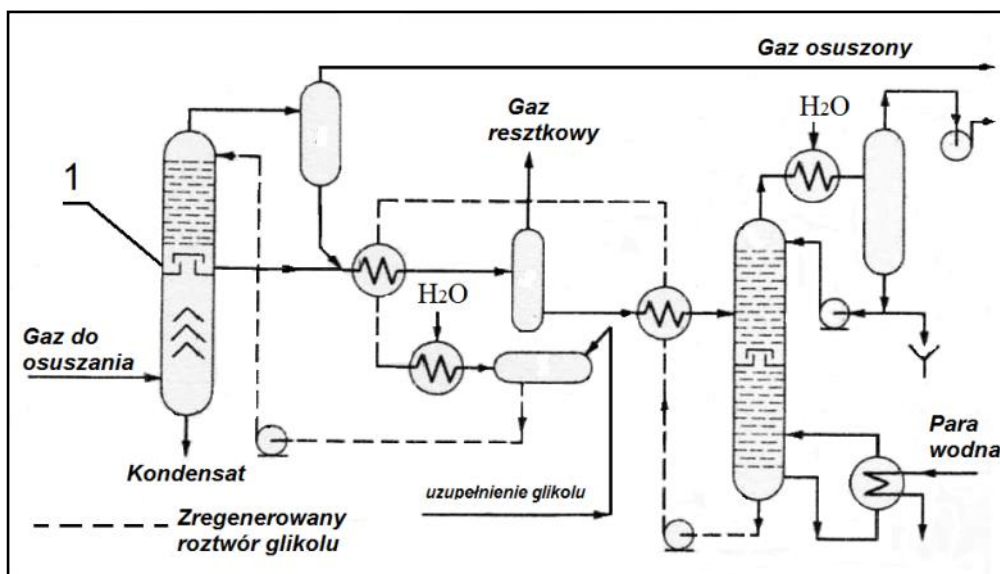 Gaz osuszony
Gaz
resztkowy
H2O
1
H2O
Gaz do
osuszania
Kondensat
uzupełnienie glikolu
Para
wodna
Zregenerowany
roztwór glikolu